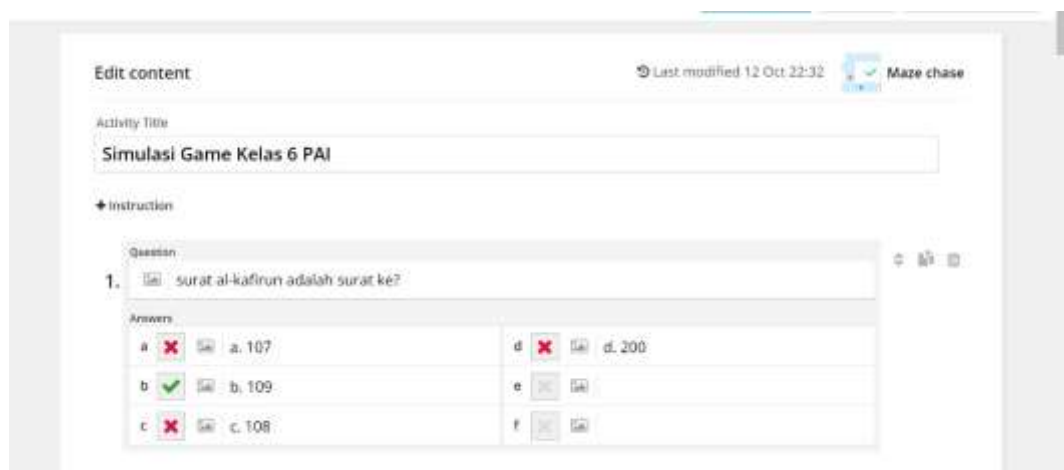 Edit content
Last modified 12 Oct 22:32
Maze chase
Activity Title
Simulasi Game Kelas 6 PAI
+Instruction
Question
1. surat al-kafirun adalah surat ke?
Answers
a a. 107
d d. 200
b b. 109
e
c c. 108
f